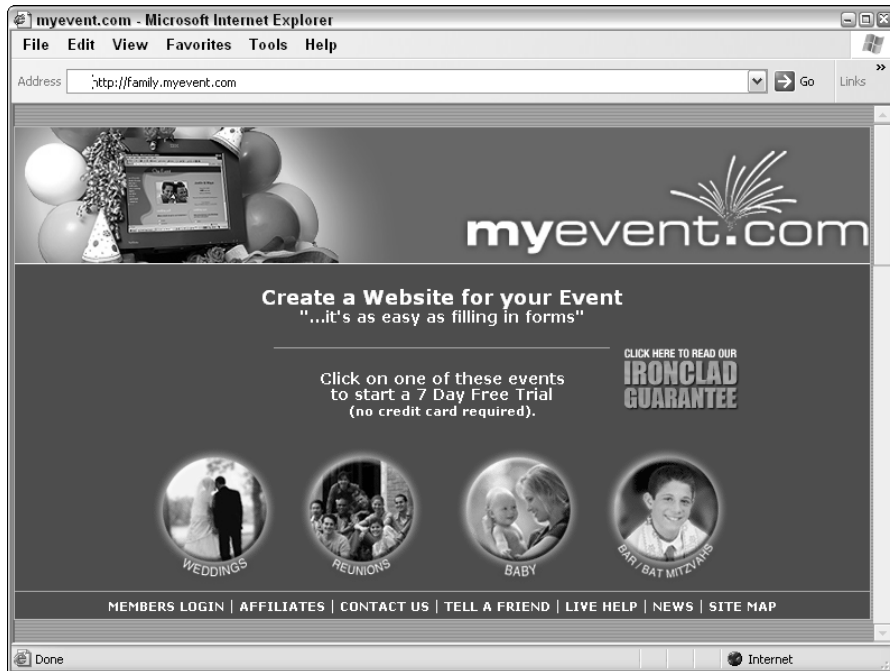 myevent.com - Microsoft Internet Explorer
File Edit View Favorites Tools Help
Address http://family.myevent.com Go Links »
myevent.com
Create a Website for your Event
"...it's as easy as filling in forms"
CLICK HERE TO READ OUR
IRONCLAD
GUARANTEE
Click on one of these events
to start a 7 Day Free Trial
(no credit card required).
WEDDINGS
REUNIONS
BABY
BAR / BAT MITZVAHS
MEMBERS LOGIN | AFFILIATES | CONTACT US | TELL A FRIEND | LIVE HELP | NEWS | SITE MAP
Done Internet